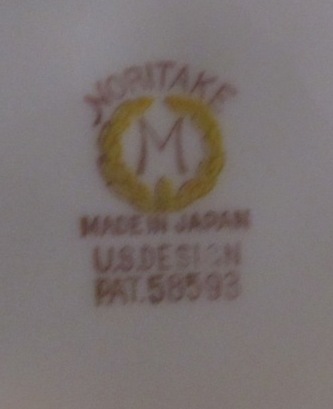 NORITAKE
M
MADE IN JAPAN
U.S.DESIGN
PAT.58593